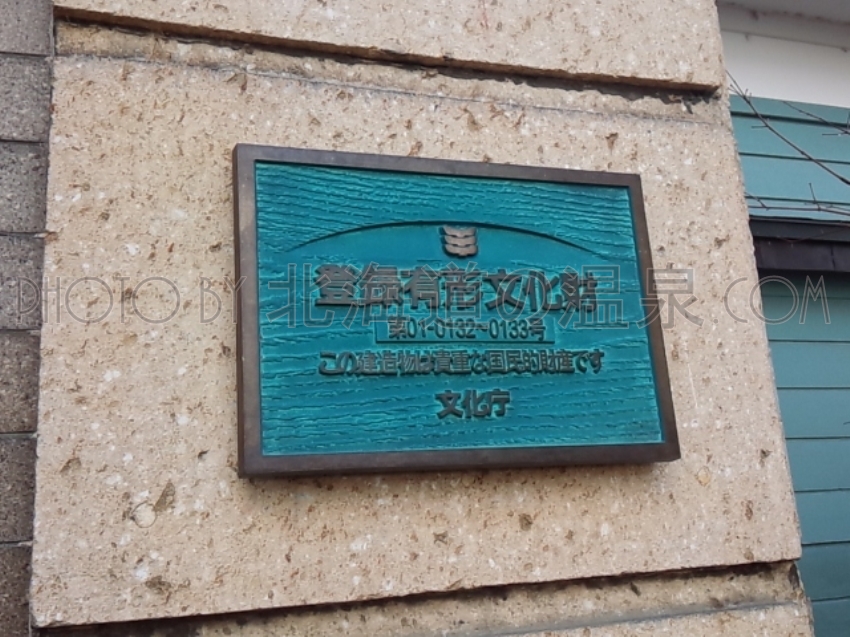 登録有形文化財
第01-0132~0133号
この建造物は貴重な国民的財産です
文化庁
PHOTO BY 北海道の温泉.COM